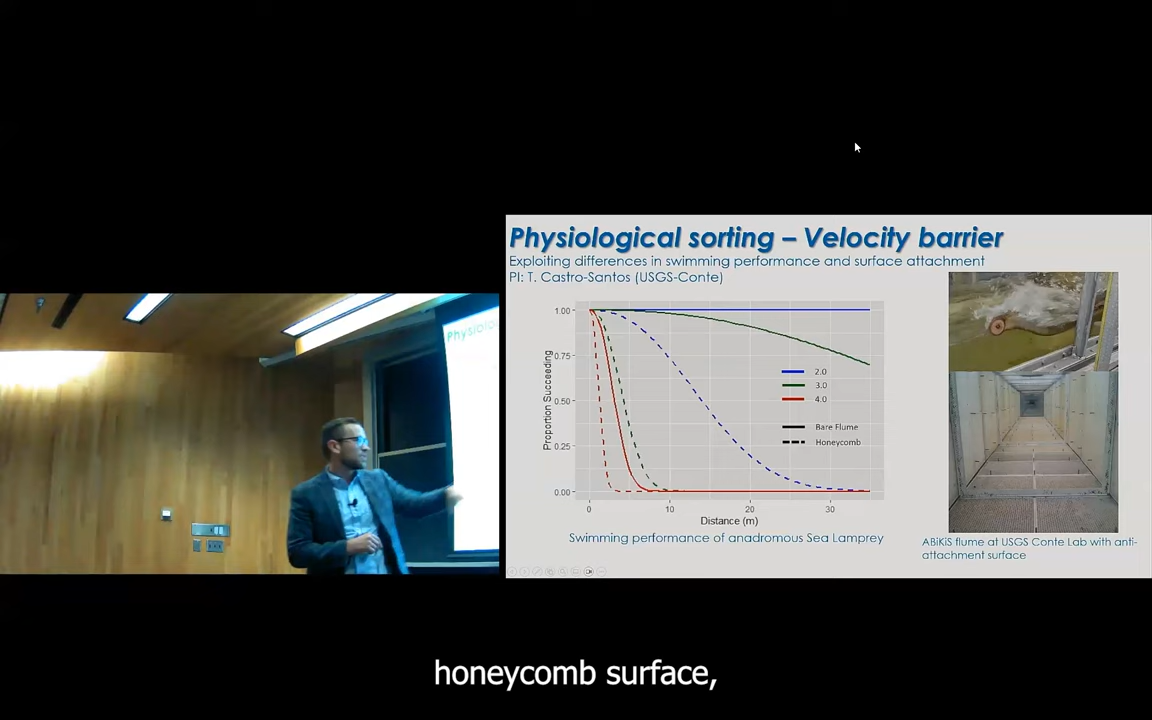 Physiological sorting – Velocity barrier
Exploiting differences in swimming performance and surface attachment
PI: T. Castro-Santos (USGS-Conte)
Physiolog
Proportion Succeeding
1.00
0.75
0.50
0.25
0.00
2.0
3.0
4.0
Bare Flume
Honeycomb
0
10
20
30
Distance (m)
Swimming performance of anadromous Sea Lamprey
ABiKiS flume at USGS Conte Lab with anti-
attachment surface
honeycomb surface,